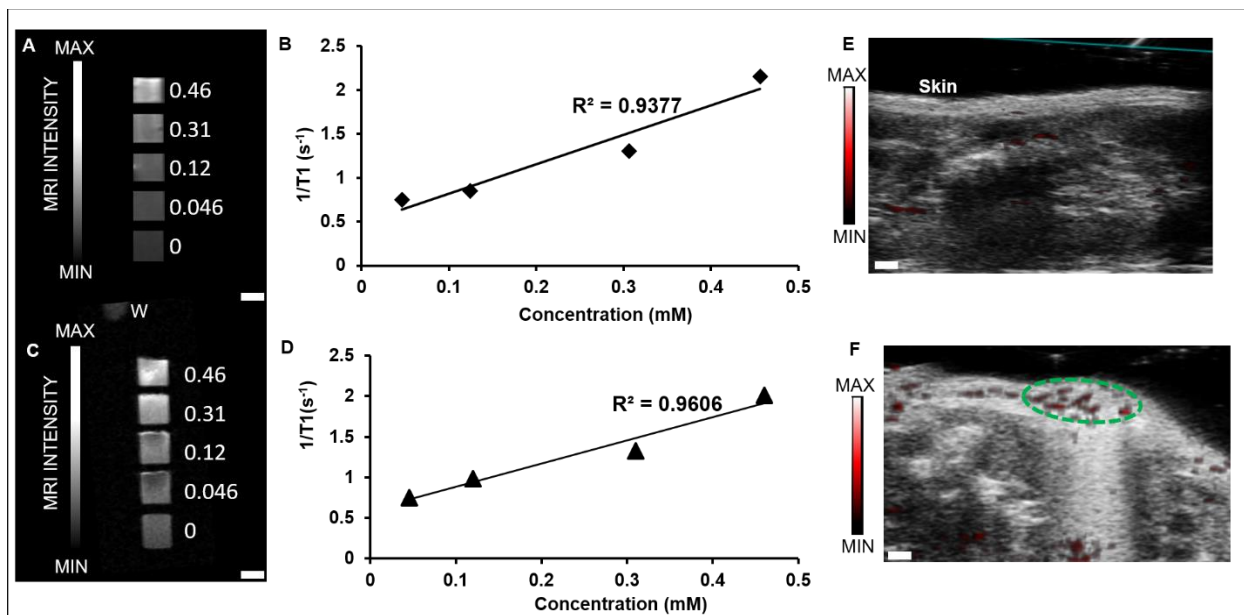 A
MAX
MRI INTENSITY
MIN
0.46
0.31
0.12
0.046
0
B
2.5
2
1.5
1
0.5
0
1/T1 (s⁻¹)
R² = 0.9377
0 0.1 0.2 0.3 0.4 0.5
Concentration (mM)
C
W
MAX
MRI INTENSITY
MIN
0.46
0.31
0.12
0.046
0
D
2.5
2
1.5
1
0.5
0
1/T1(s⁻¹)
R² = 0.9606
0 0.1 0.2 0.3 0.4 0.5
Concentration (mM)
E
MAX
MIN
Skin
F
MAX
MIN